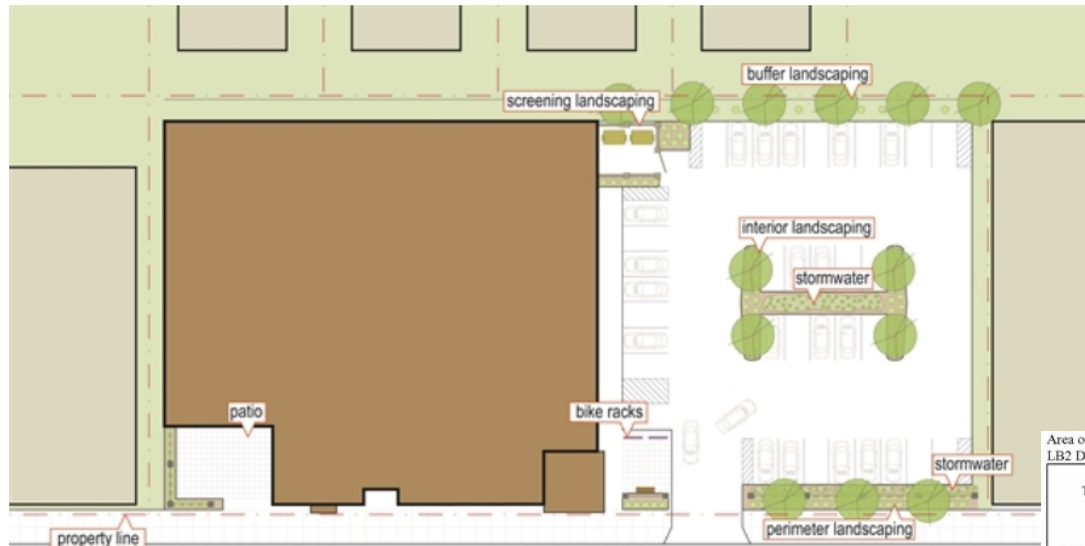 buffer landscaping
screening landscaping
interior landscaping
stormwater
patio
bike racks
stormwater
perimeter landscaping
property line
Area o
LB2 D